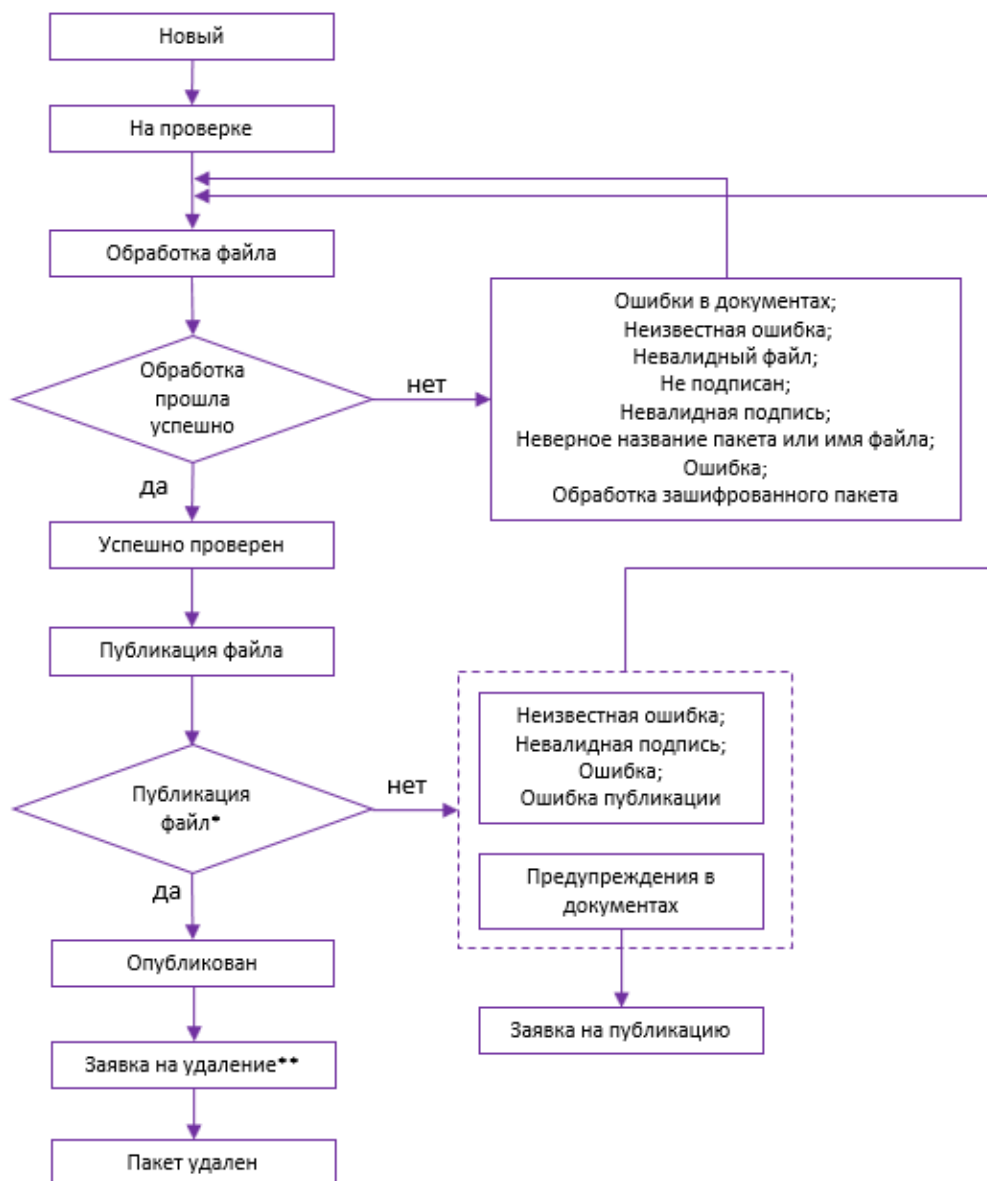 Новый
На проверке
Обработка файла
Ошибки в документах;
Неизвестная ошибка;
Невалидный файл;
Не подписан;
Невалидная подпись;
Неверное название пакета или имя файла;
Ошибка;
Обработка зашифрованного пакета
Обработка
прошла
успешно
нет
да
Успешно проверен
Публикация файла
Неизвестная ошибка;
Невалидная подпись;
Ошибка;
Ошибка публикации
Публикация
файл*
нет
да
Предупреждения в
документах
Опубликован
Заявка на публикацию
Заявка на удаление**
Пакет удален